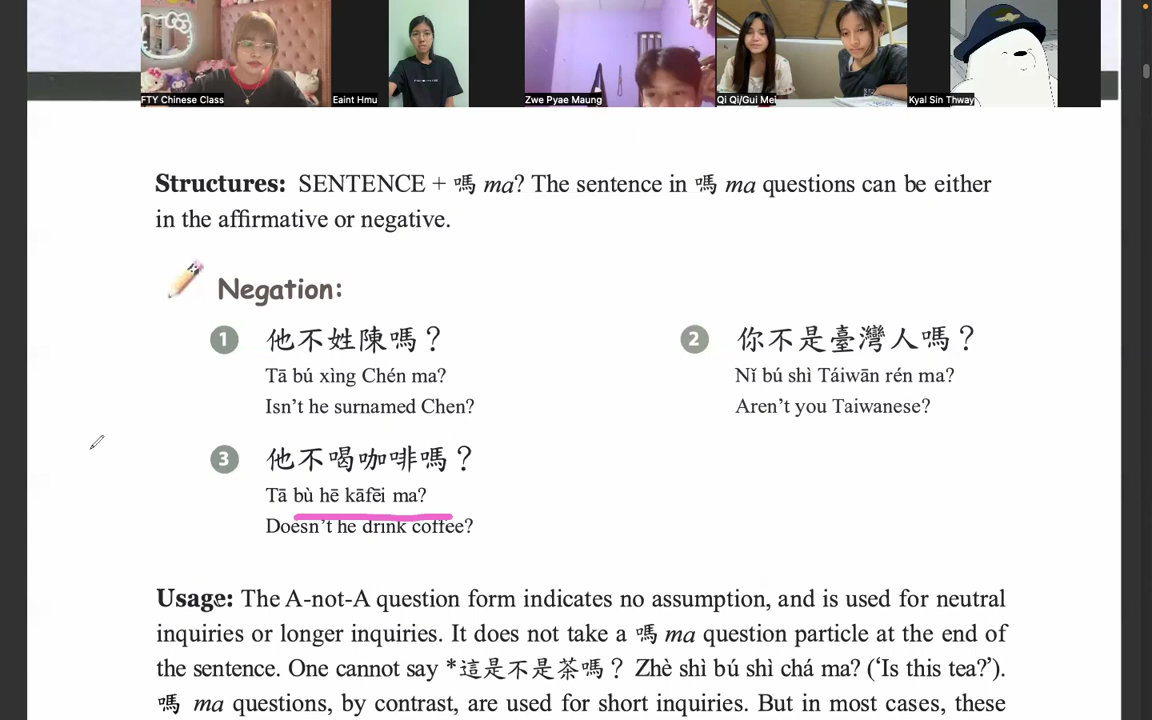 FTY Chinese Class
Eaint Hmu
Zwe Pyae Maung
Qi Qi/Gui Mei
Kyal Sin Thway
Structures: SENTENCE + 嗎 ma? The sentence in 嗎 ma questions can be either
in the affirmative or negative.
Negation:
1 他不姓陳嗎？
Tā bú xìng Chén ma?
Isn't he surnamed Chen?
2 你不是臺灣人嗎？
Nǐ bú shì Táiwān rén ma?
Aren't you Taiwanese?
3 他不喝咖啡嗎？
Tā bù hē kāfēi ma?
Doesn't he drink coffee?
Usage: The A-not-A question form indicates no assumption, and is used for neutral
inquiries or longer inquiries. It does not take a 嗎 ma question particle at the end of
the sentence. One cannot say *這是不是茶嗎？ Zhè shì bú shì chá ma? ('Is this tea?').
嗎 ma questions, by contrast, are used for short inquiries. But in most cases, these